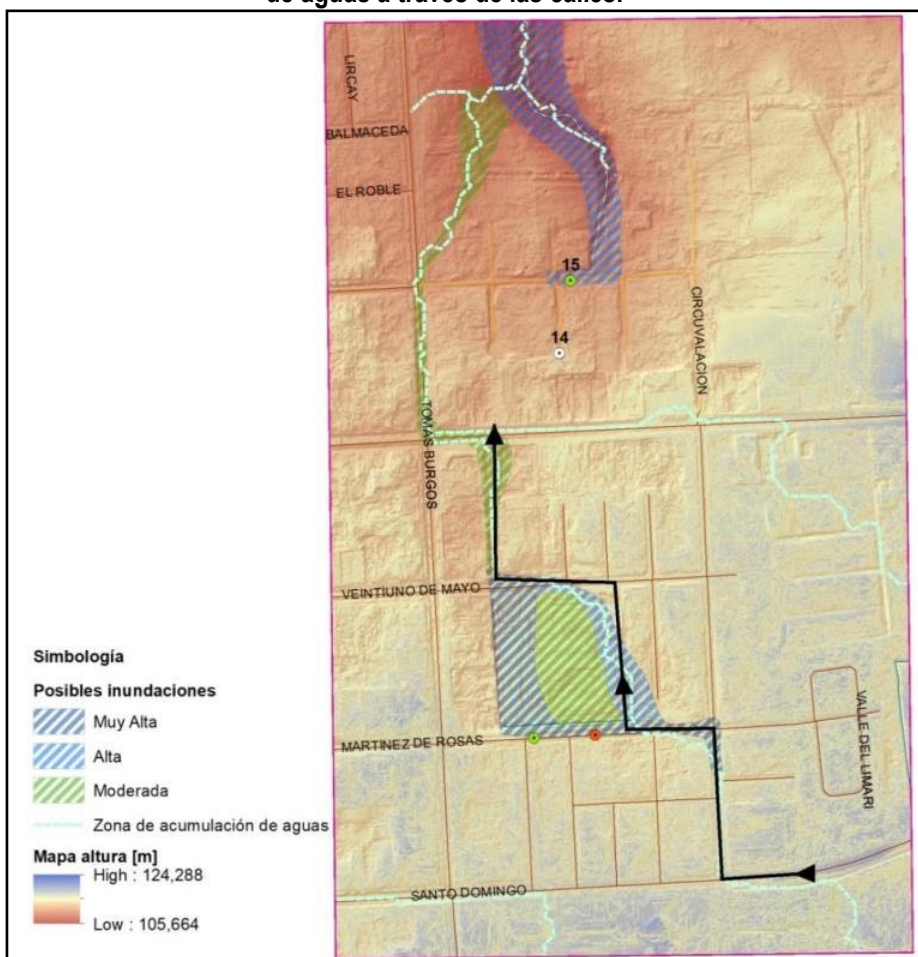 de aguas a través de las calles.
LIRCAY
BALMACEDA
EL ROBLE
15
14
CIRCUVALACION
TOMAS BURGOS
VEINTIUNO DE MAYO
MARTINEZ DE ROSAS
VALLE DEL LIMARI
SANTO DOMINGO
Simbología
Posibles inundaciones
Muy Alta
Alta
Moderada
Zona de acumulación de aguas
Mapa altura [m]
High : 124,288
Low : 105,664